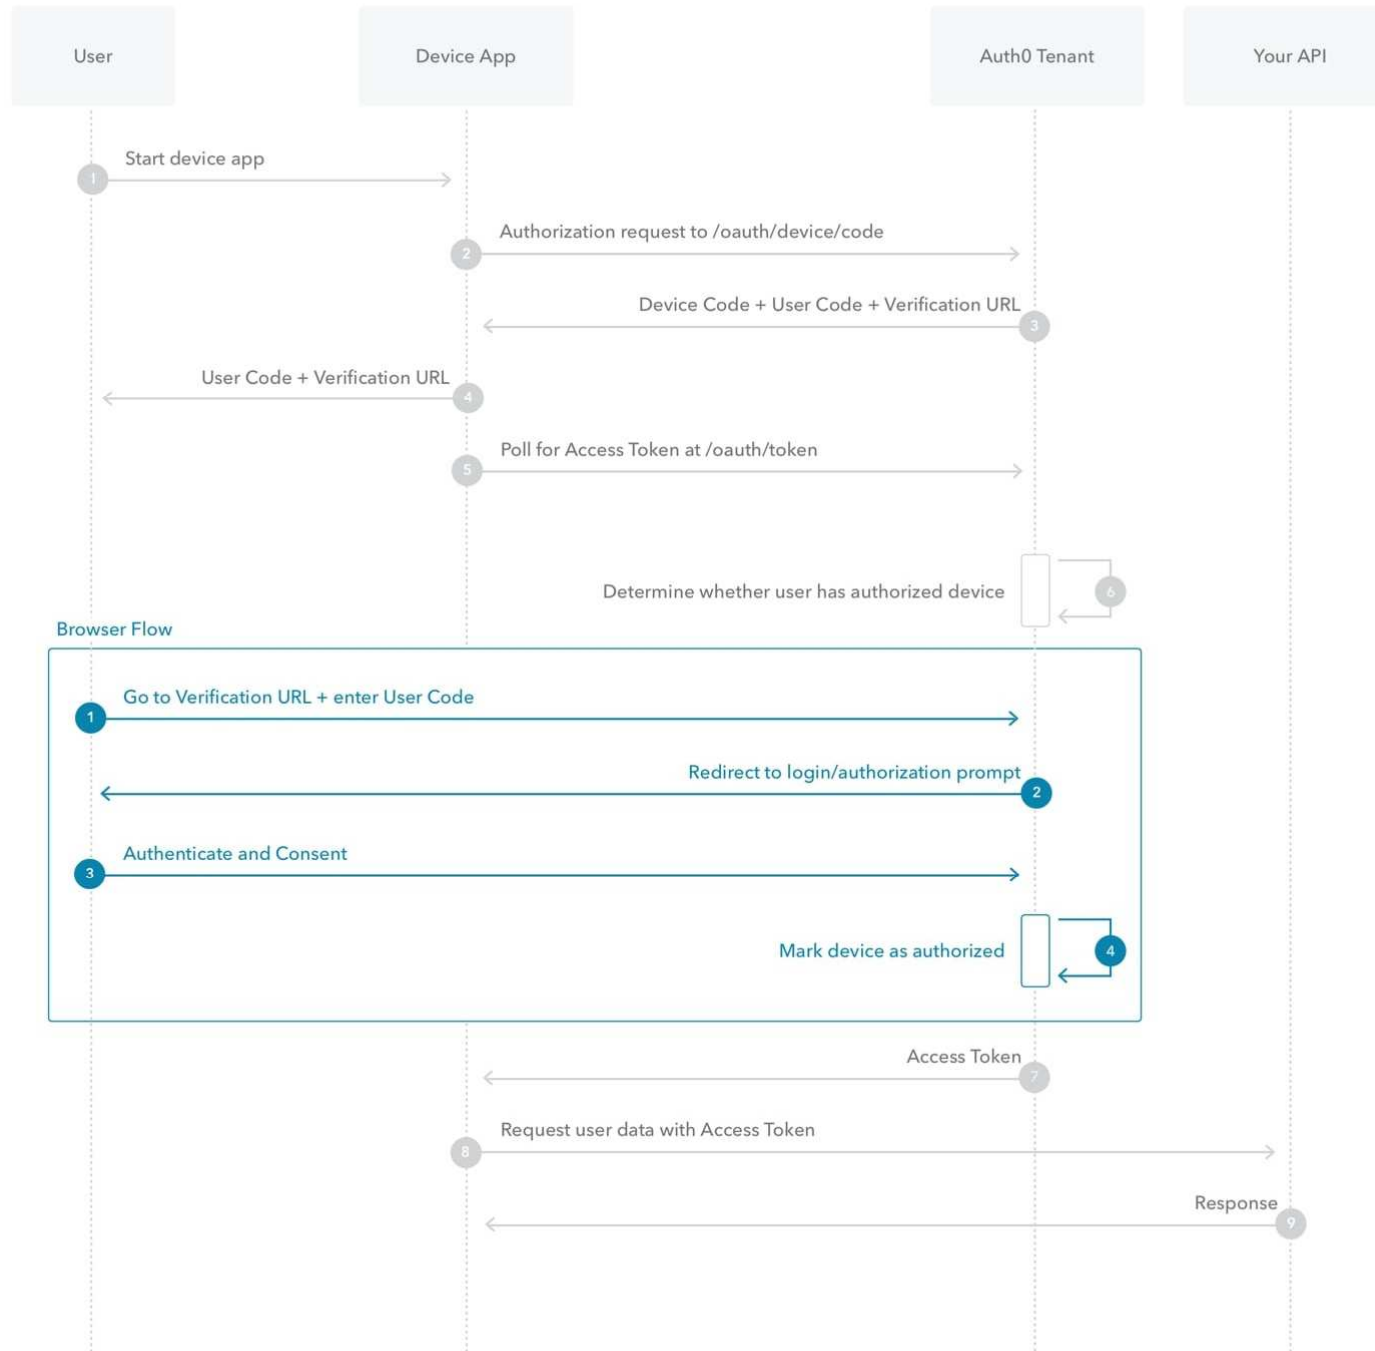 User
Device App
Auth0 Tenant
Your API
Start device app
1
Authorization request to /oauth/device/code
2
Device Code + User Code + Verification URL
3
User Code + Verification URL
4
Poll for Access Token at /oauth/token
5
Determine whether user has authorized device
6
Browser Flow
Go to Verification URL + enter User Code
1
Redirect to login/authorization prompt
2
Authenticate and Consent
3
Mark device as authorized
4
Access Token
7
Request user data with Access Token
8
Response
9